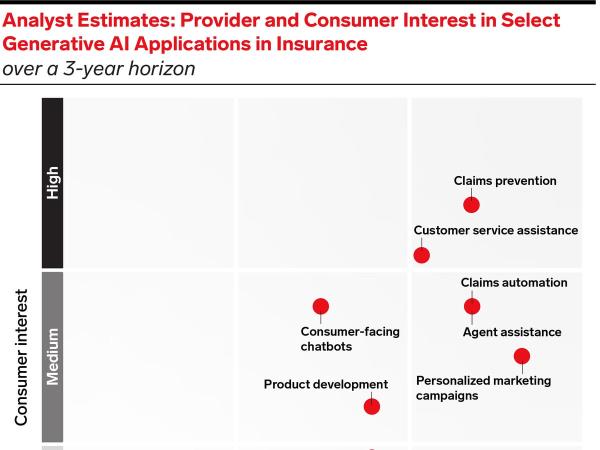 Analyst Estimates: Provider and Consumer Interest in Select
Generative AI Applications in Insurance
over a 3-year horizon
High
Claims prevention
Customer service assistance
Consumer interest
Medium
Claims automation
Consumer-facing
chatbots
Agent assistance
Product development
Personalized marketing
campaigns